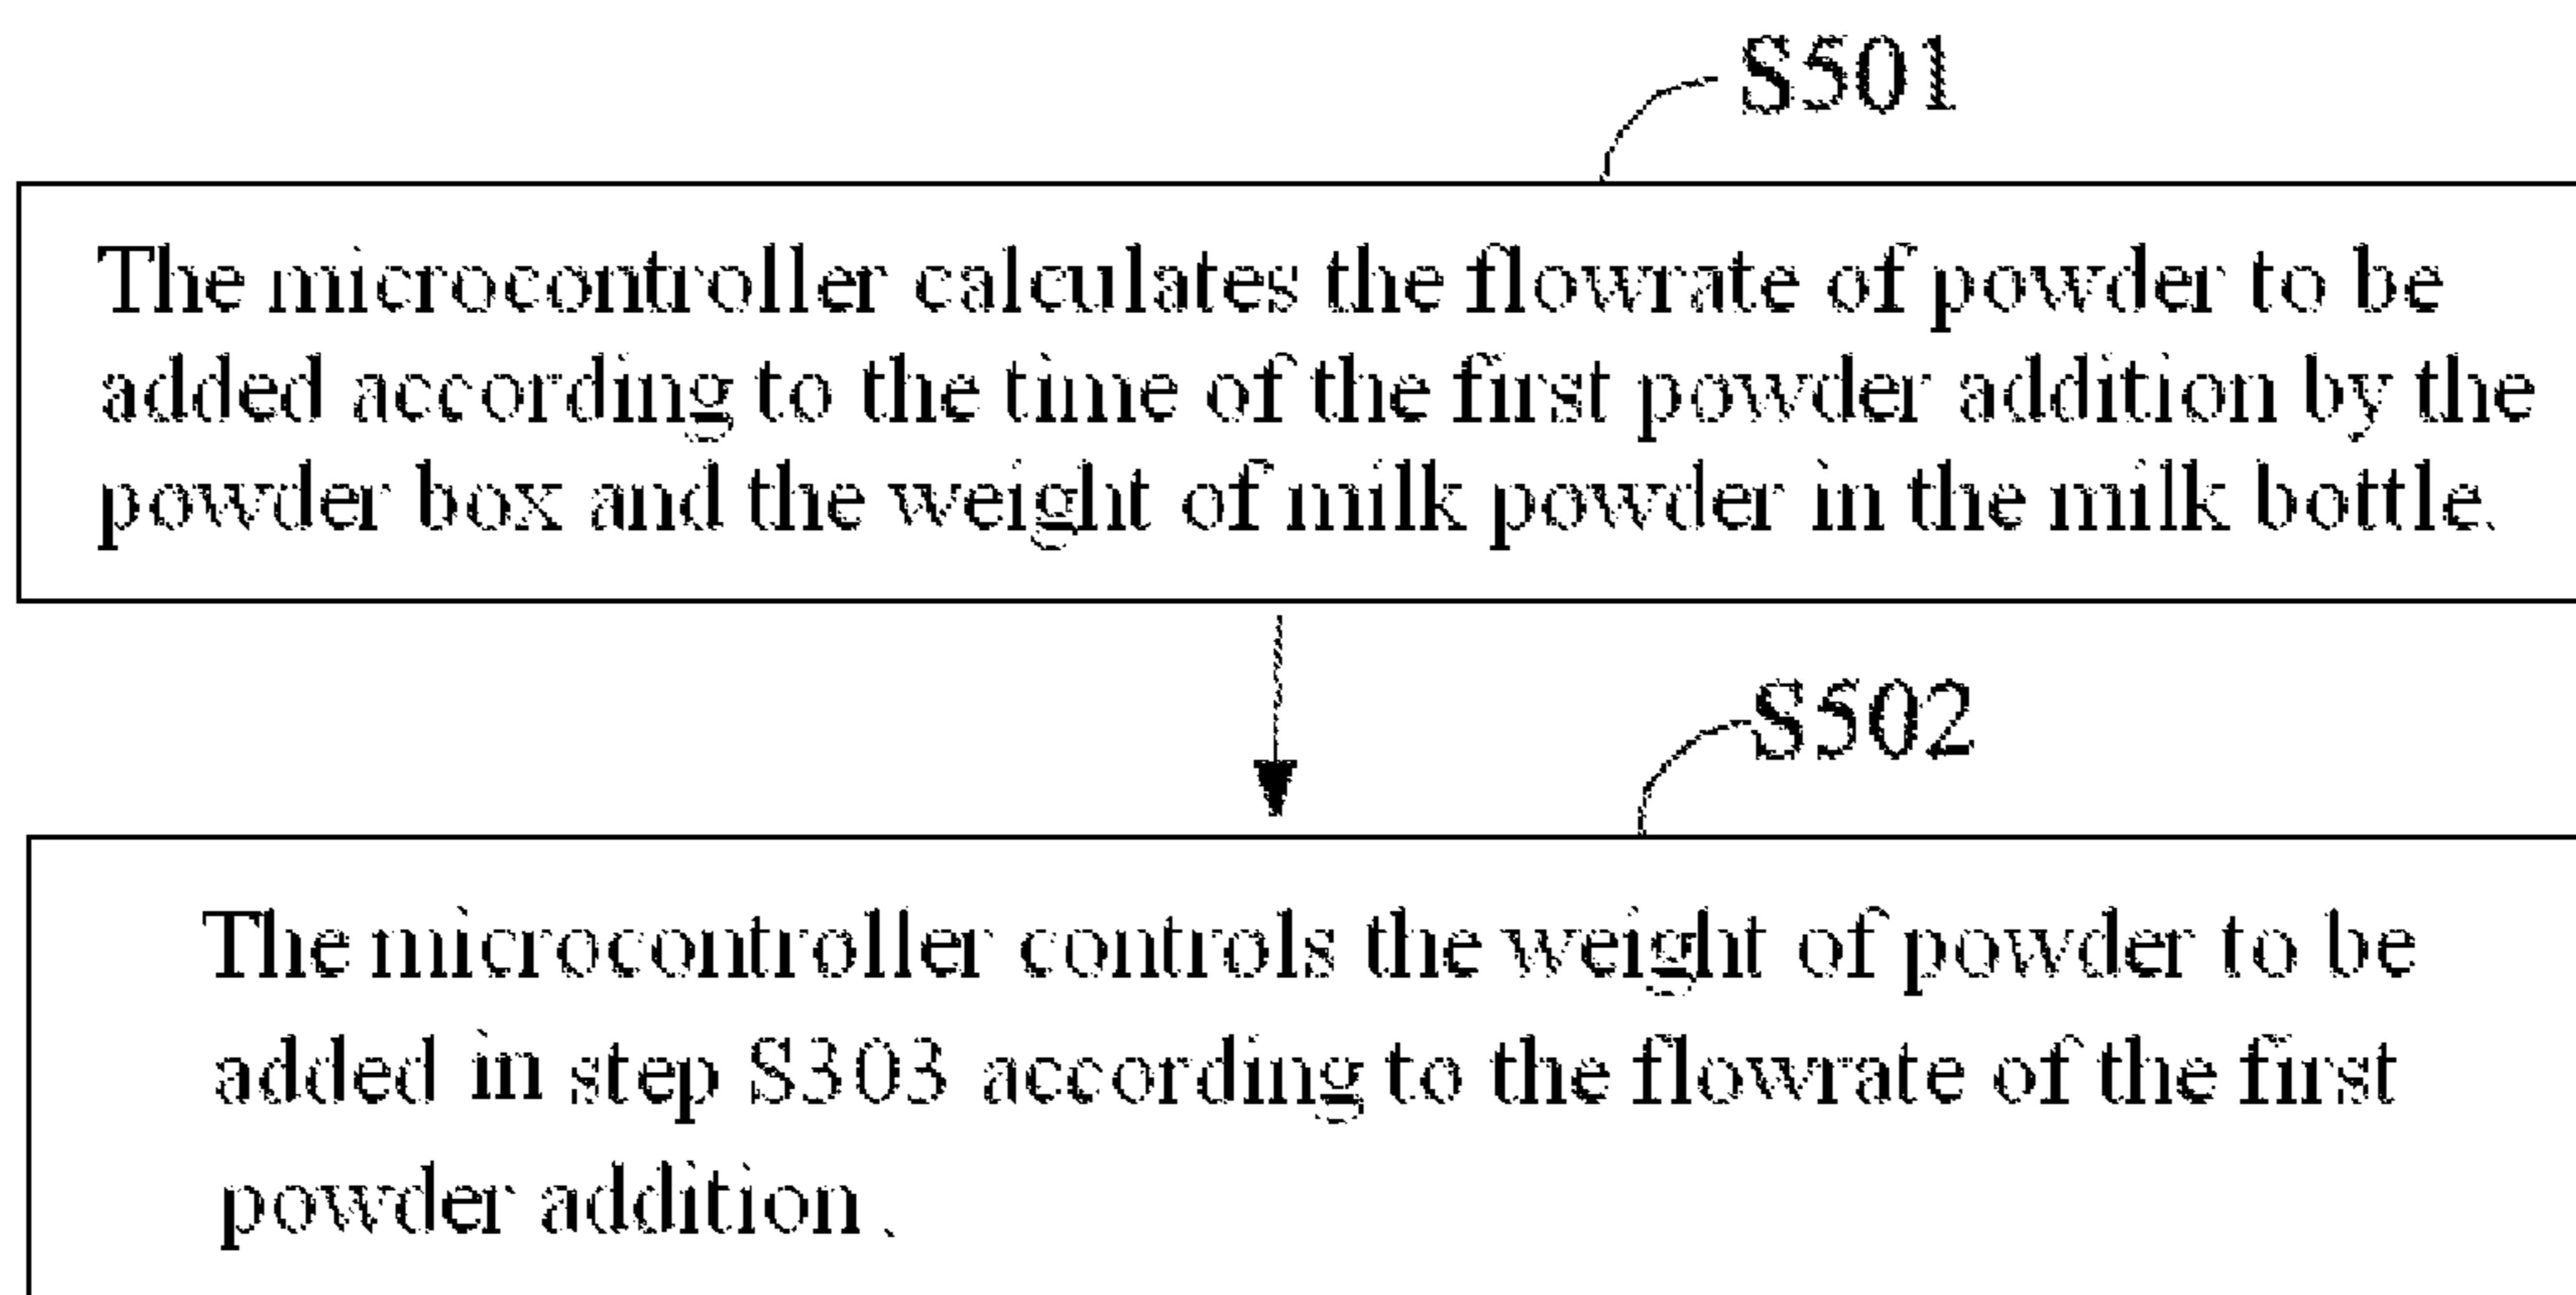 S501
The microcontroller calculates the flowrate of powder to be
added according to the time of the first powder addition by the
powder box and the weight of milk powder in the milk bottle.
S502
The microcontroller controls the weight of powder to be
added in step S303 according to the flowrate of the first
powder addition .